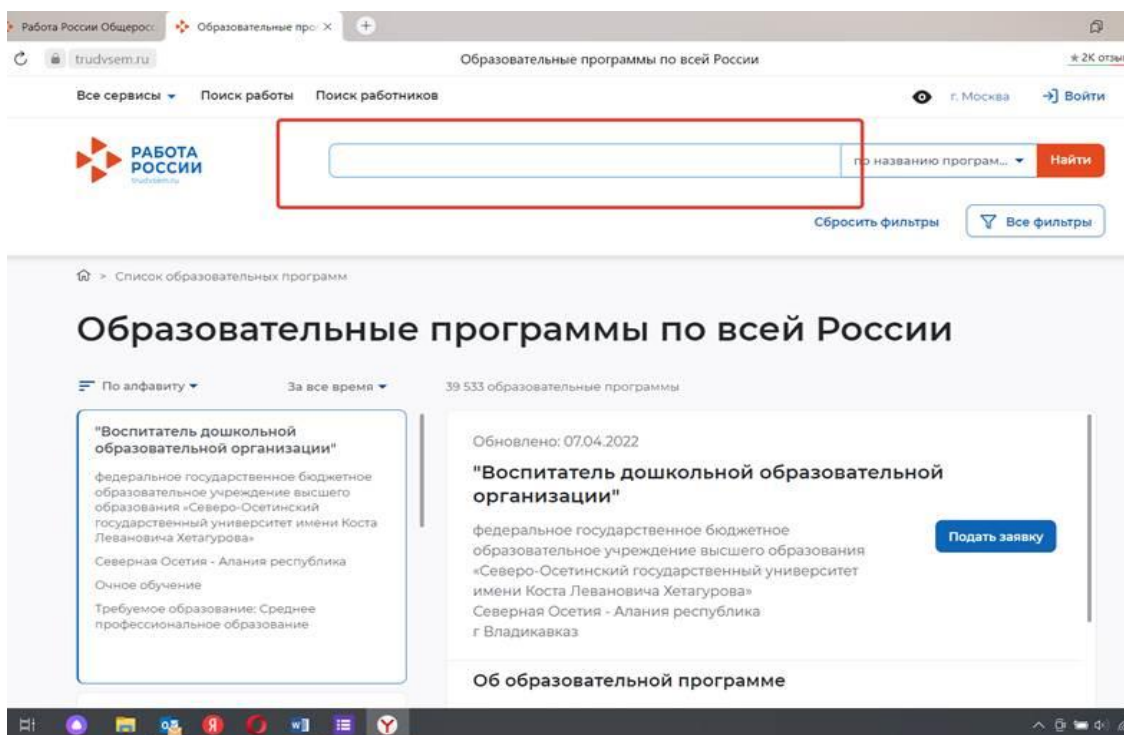 Работа России Общеросс
Образовательные про
trudvsem.ru
Образовательные программы по всей России
2K отзыв
Все сервисы
Поиск работы
Поиск работников
г. Москва
Войти
РАБОТА
РОССИИ
trudvsem.ru
по названию програм...
Найти
Сбросить фильтры
Все фильтры
> Список образовательных программ
Образовательные программы по всей России
По алфавиту
За все время
39 533 образовательные программы
"Воспитатель дошкольной
образовательной организации"
федеральное государственное бюджетное
образовательное учреждение высшего
образования «Северо-Осетинский
государственный университет имени Коста
Левановича Хетагурова»
Северная Осетия - Алания республика
Очное обучение
Требуемое образование: Среднее
профессиональное образование
Обновлено: 07.04.2022
"Воспитатель дошкольной образовательной
организации"
федеральное государственное бюджетное
образовательное учреждение высшего образования
«Северо-Осетинский государственный университет
имени Коста Левановича Хетагурова»
Северная Осетия - Алания республика
г Владикавказ
Подать заявку
Об образовательной программе